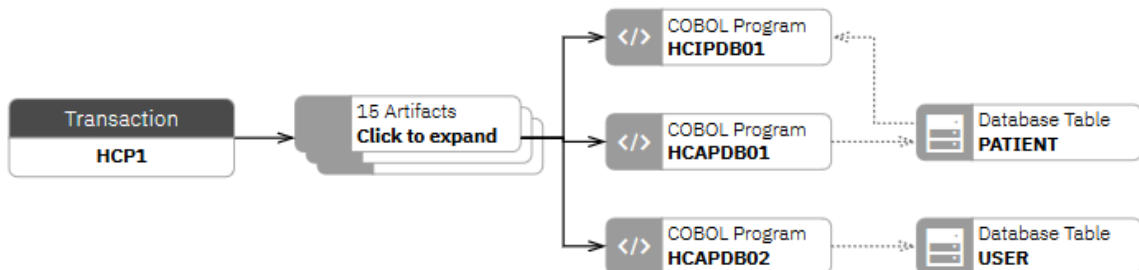 COBOL Program
</> HCIPDB01
Transaction
HCP1
15 Artifacts
Click to expand
COBOL Program
</> HCAPDB01
Database Table
PATIENT
COBOL Program
</> HCAPDB02
Database Table
USER